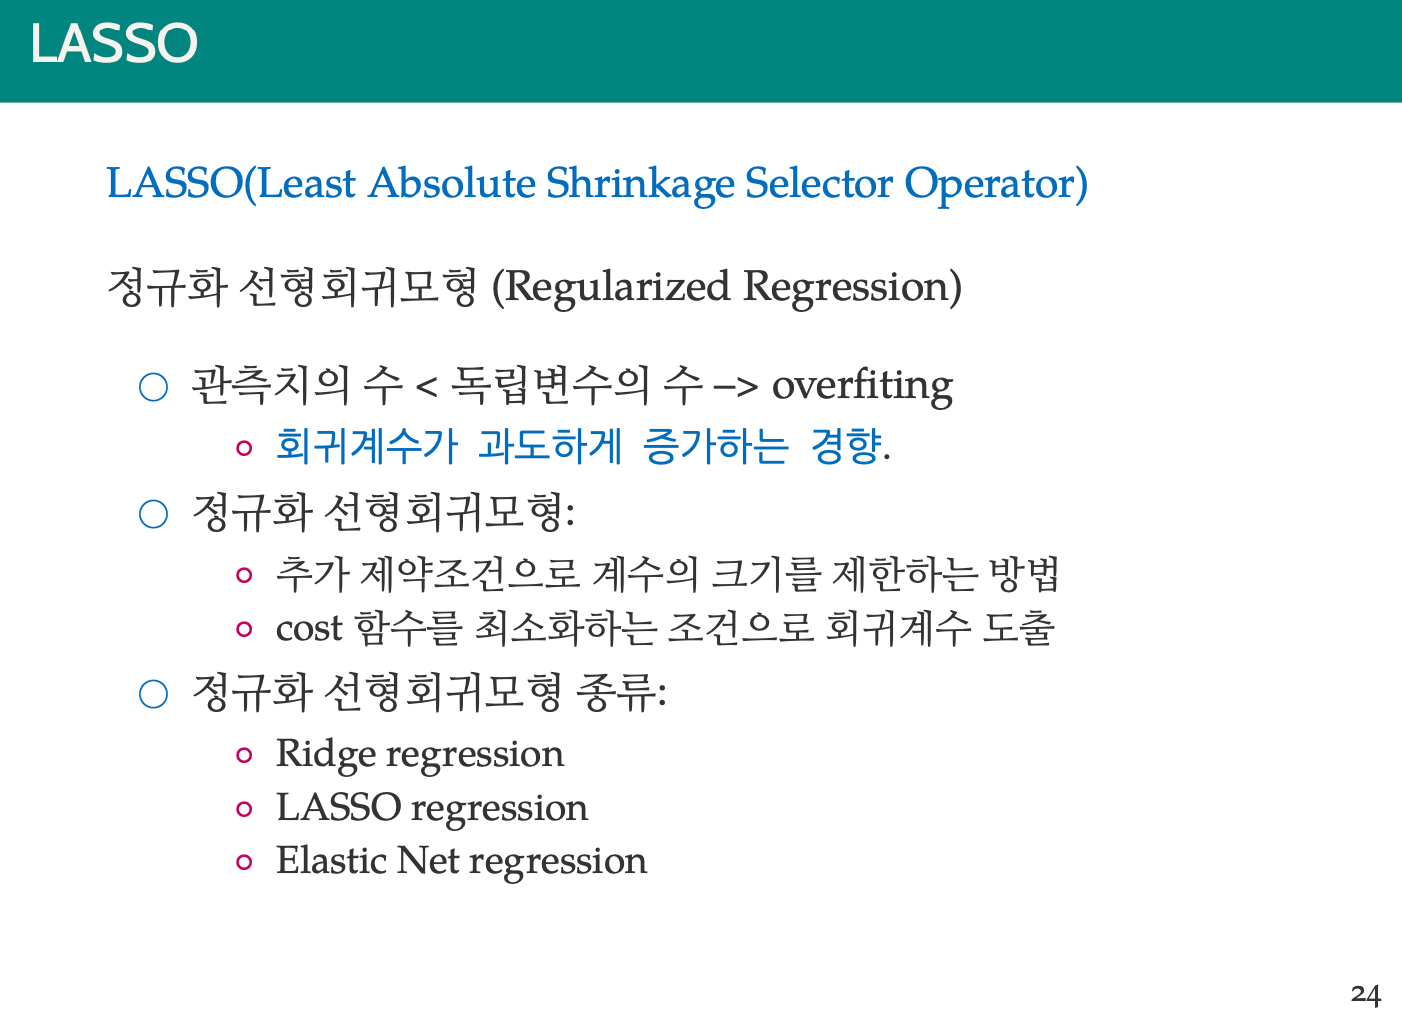 LASSO
LASSO(Least Absolute Shrinkage Selector Operator)
정규화 선형회귀모형 (Regularized Regression)
관측치의 수 < 독립변수의 수 –> overfiting
회귀계수가 과도하게 증가하는 경향.
정규화 선형회귀모형:
추가 제약조건으로 계수의 크기를 제한하는 방법
cost 함수를 최소화하는 조건으로 회귀계수 도출
정규화 선형회귀모형 종류:
Ridge regression
LASSO regression
Elastic Net regression
24